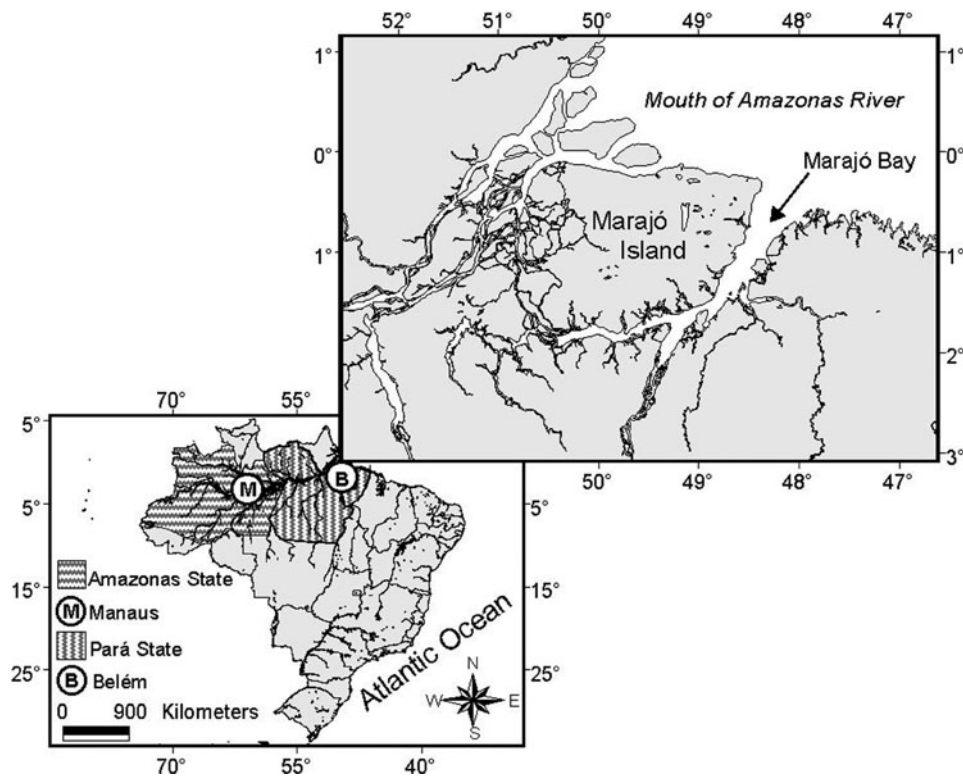 52° 51° 50° 49° 48° 47°
1° 1°
Mouth of Amazonas River
0° 0°
Marajó Bay
Marajó
Island
1° 1°
2°
3°
50° 49° 48° 47°
70° 55°
5°
5° 5°
M B
Amazonas State
M Manaus
15° 15°
Pará State
25° 25°
B Belém
Atlantic Ocean
N
W E
S
0 900 Kilometers
70° 55° 40°